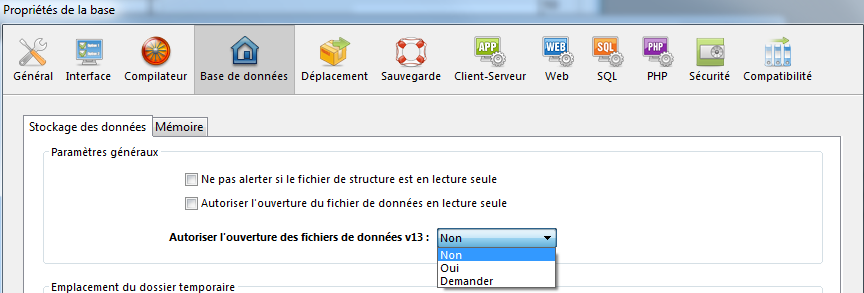 Propriétés de la base
APP WEB SQL PHP
Général Interface Compilateur Base de données Déplacement Sauvegarde Client-Serveur Web SQL PHP Sécurité Compatibilité
Stockage des données Mémoire
Paramètres généraux
Ne pas alerter si le fichier de structure est en lecture seule
Autoriser l'ouverture du fichier de données en lecture seule
Autoriser l'ouverture des fichiers de données v13 : Non
Non
Oui
Demander
Emplacement du dossier temporaire